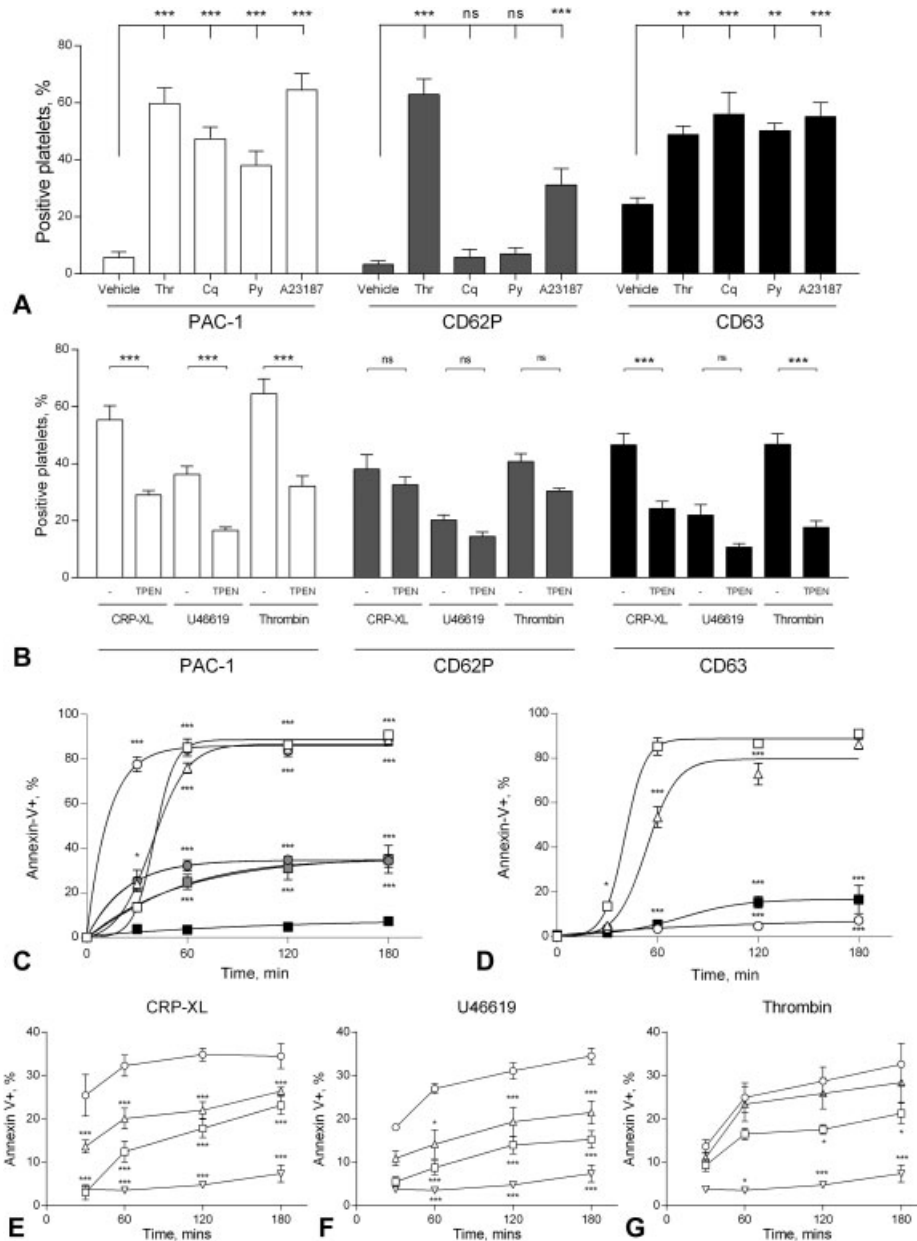 *** *** *** ***
*** ns ns ***
** *** ** ***
Positive platelets, %
80
60
40
20
0
Vehicle Thr Cq Py A23187
Vehicle Thr Cq Py A23187
Vehicle Thr Cq Py A23187
A
PAC-1
CD62P
CD63
*** *** ***
ns ns ns
*** ns ***
Positive platelets, %
80
60
40
20
0
- TPEN - TPEN - TPEN
- TPEN - TPEN - TPEN
- TPEN - TPEN - TPEN
CRP-XL U46619 Thrombin
CRP-XL U46619 Thrombin
CRP-XL U46619 Thrombin
B
PAC-1
CD62P
CD63
Annexin-V+, %
100
80
60
40
20
0
*** *** *** ***
*** *** ***
* *** *** ***
*** *** ***
0 60 120 180
C
Time, min
Annexin-V+, %
100
80
60
40
20
0
*** ***
* *** *** ***
*** ***
0 60 120 180
D
Time, min
CRP-XL
Annexin V+, %
40
30
20
10
0
*** *** *** ***
*** *** *** ***
*** *** ***
0 60 120 180
E
Time, mins
U46619
Annexin V+, %
40
30
20
10
0
* *** ***
*** *** ***
*** *** ***
0 60 120 180
F
Time, mins
Thrombin
Annexin V+, %
40
30
20
10
0
* *
* *** ***
0 60 120 180
G
Time, mins